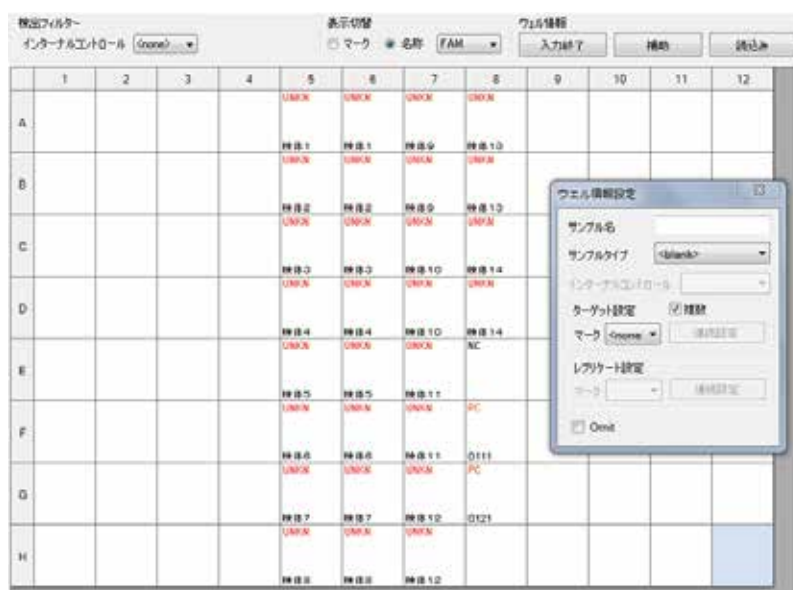 検出フィルター 表示切替 ウェル情報
インターナルコントロール <none> マーク 名称 FAM 入力終了 補助 読込み
1 2 3 4 5 6 7 8 9 10 11 12
A UNKN UNKN UNKN UNKN
検体1 検体1 検体9 検体13
B UNKN UNKN UNKN UNKN
検体2 検体2 検体9 検体13
C UNKN UNKN UNKN UNKN
検体3 検体3 検体10 検体14
D UNKN UNKN UNKN UNKN
検体4 検体4 検体10 検体14
E UNKN UNKN UNKN NC
検体5 検体5 検体11
F UNKN UNKN UNKN PC
検体6 検体6 検体11 O111
G UNKN UNKN UNKN PC
検体7 検体7 検体12 O121
H UNKN UNKN UNKN
検体8 検体8 検体12
ウェル情報設定
サンプル名
サンプルタイプ <blank>
インターナルコントロール
ターゲット設定 複数
マーク <none 詳細設定
レプリケート設定
マーク 詳細設定
Omit